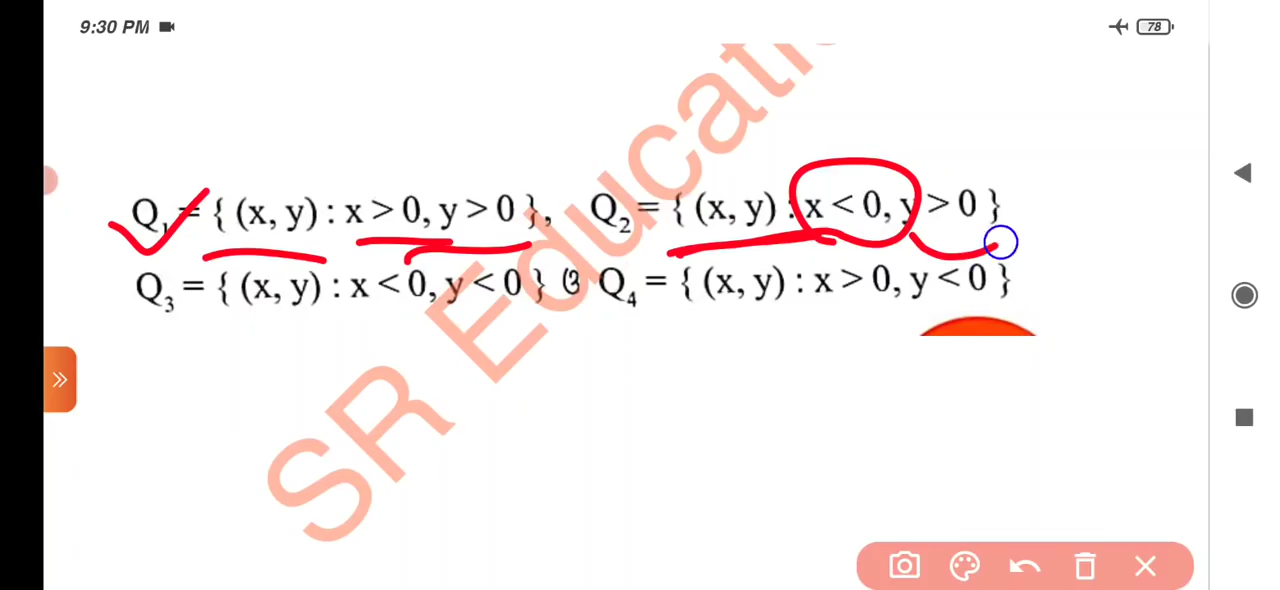 9:30 PM
78
Q₁ = { (x, y) : x > 0, y > 0 }, Q₂ = { (x, y) : x < 0, y > 0 }
Q₃ = { (x, y) : x < 0, y < 0 } Q₄ = { (x, y) : x > 0, y < 0 }
SR Educati